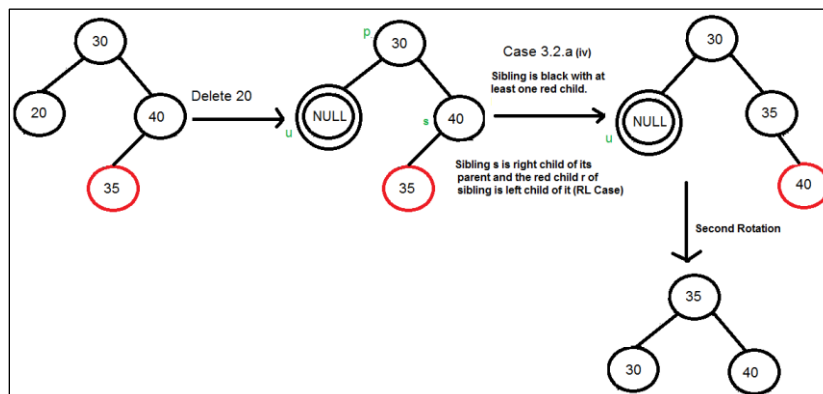 30
20
40
35
Delete 20
p
30
NULL
u
s
40
35
Case 3.2.a (iv)
Sibling is black with at
least one red child.
Sibling s is right child of its
parent and the red child r of
sibling is left child of it (RL Case)
30
NULL
u
35
40
Second Rotation
35
30
40